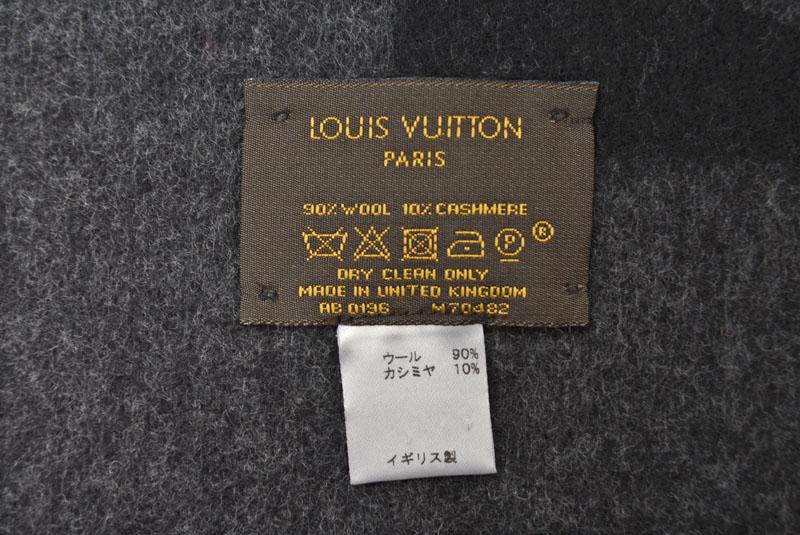 LOUIS VUITTON
PARIS
90% WOOL 10% CASHMERE
P ®
DRY CLEAN ONLY
MADE IN UNITED KINGDOM
AB 0196 M70482
ウール 90%
カシミヤ 10%
イギリス製